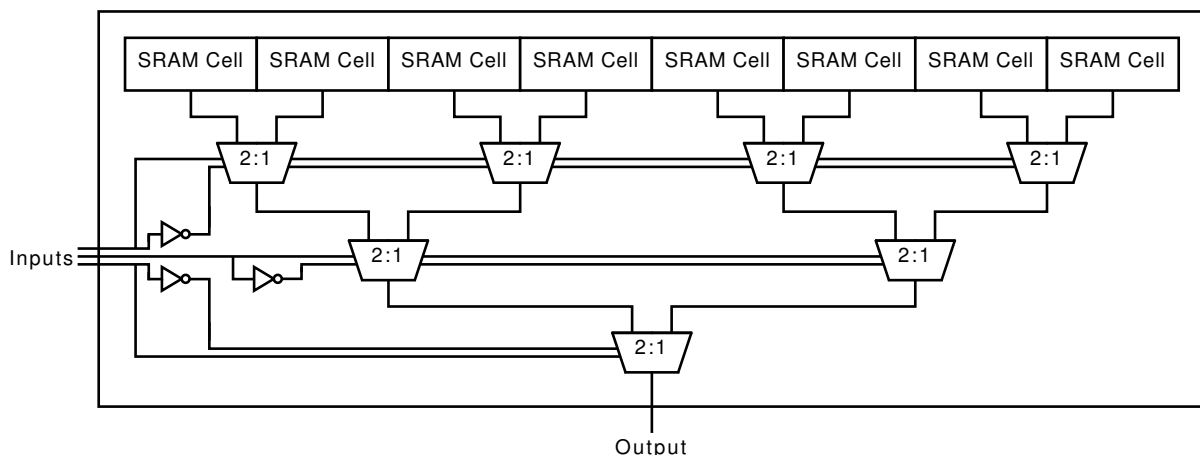 SRAM Cell SRAM Cell SRAM Cell SRAM Cell SRAM Cell SRAM Cell SRAM Cell SRAM Cell
2:1 2:1 2:1 2:1
Inputs
2:1 2:1
2:1
Output